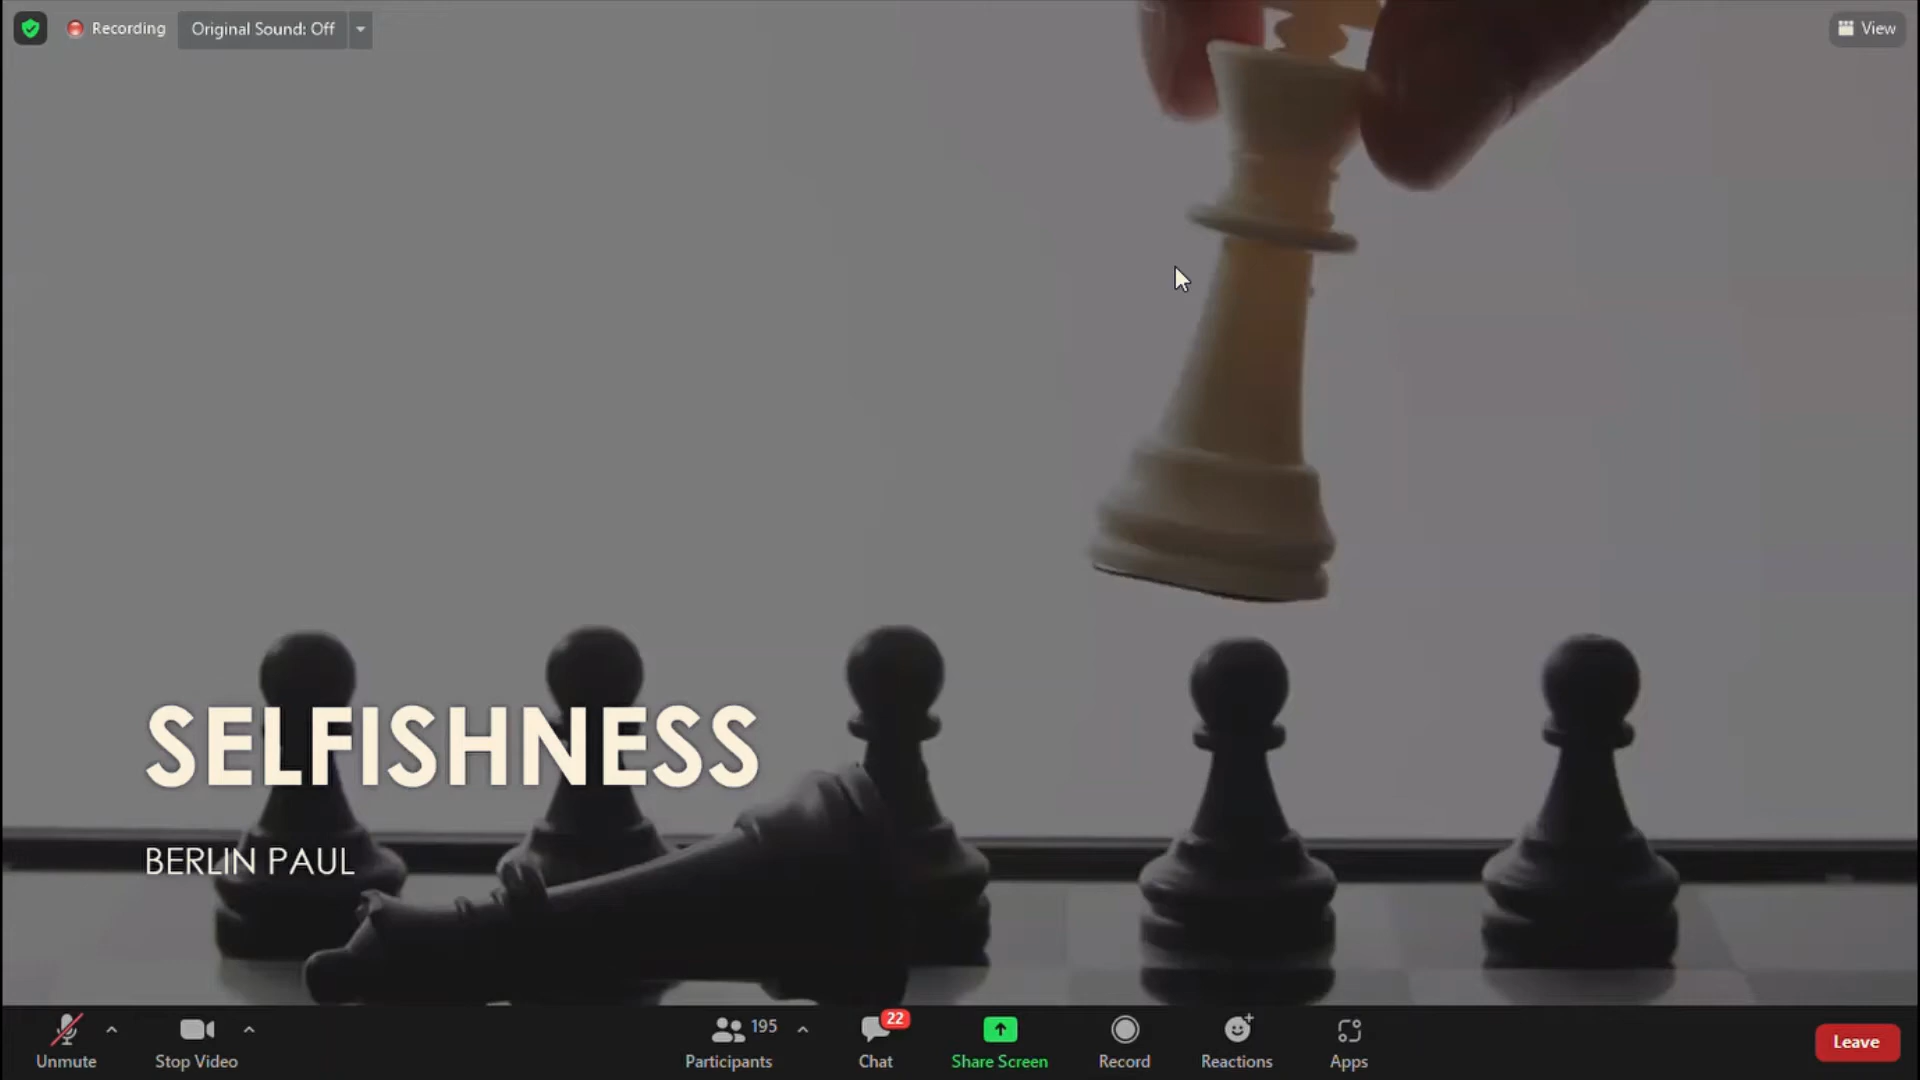 Recording
Original Sound: Off
View
SELFISHNESS
BERLIN PAUL
Unmute
Stop Video
195
Participants
22
Chat
Share Screen
Record
Reactions
Apps
Leave